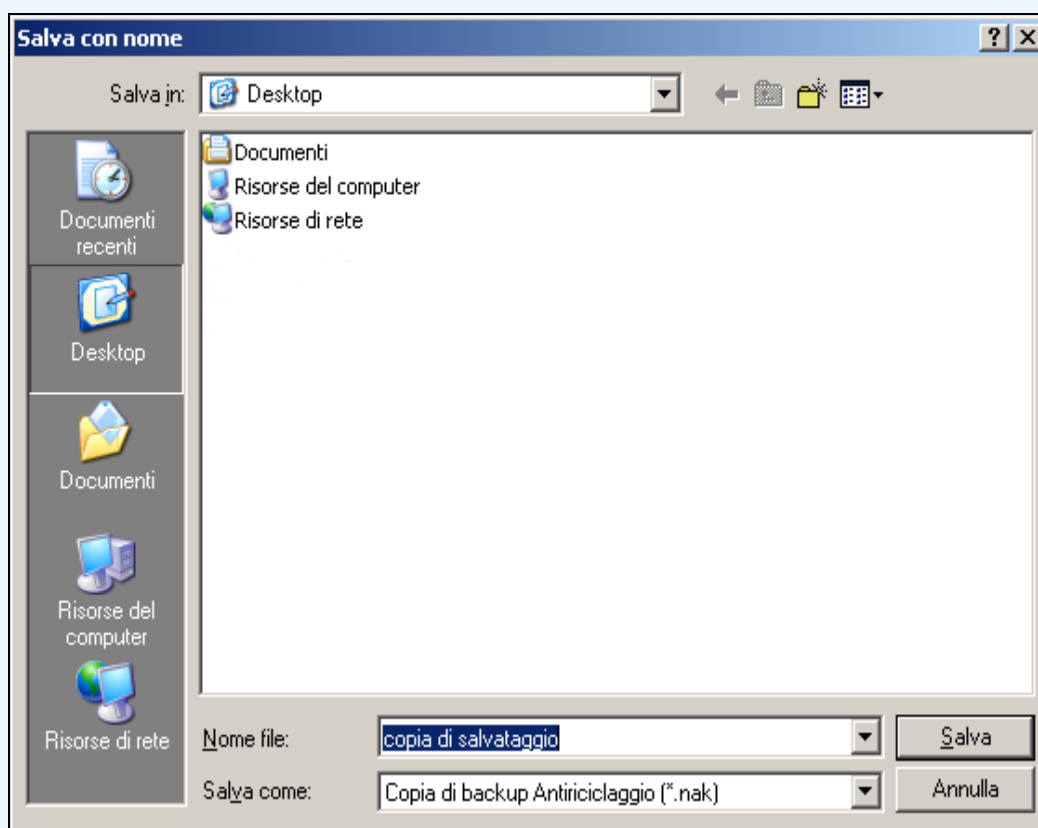 Salva con nome
Salva in:
Desktop
Documenti
recenti
Desktop
Documenti
Risorse del
computer
Risorse di rete
Documenti
Risorse del computer
Risorse di rete
Nome file:
copia di salvataggio
Salva
Salva come:
Copia di backup Antiriciclaggio (*.nak)
Annulla